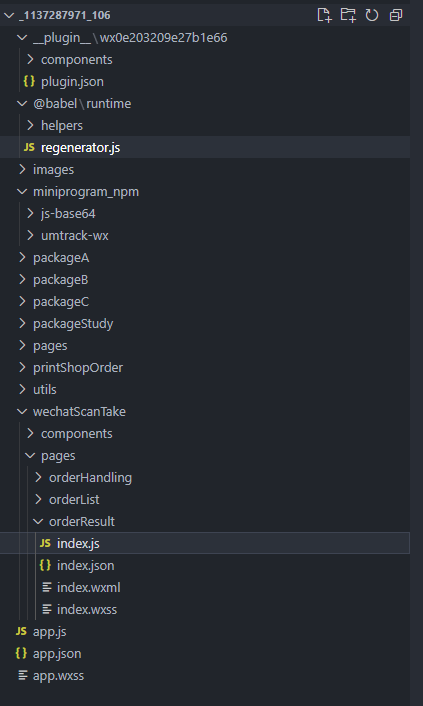 _1137287971_106
__plugin__\wx0e203209e27b1e66
components
{} plugin.json
@babel\runtime
helpers
JS regenerator.js
images
miniprogram_npm
js-base64
umtrack-wx
packageA
packageB
packageC
packageStudy
pages
printShopOrder
utils
wechatScanTake
components
pages
orderHandling
orderList
orderResult
JS index.js
{} index.json
index.wxml
index.wxss
JS app.js
{} app.json
app.wxss